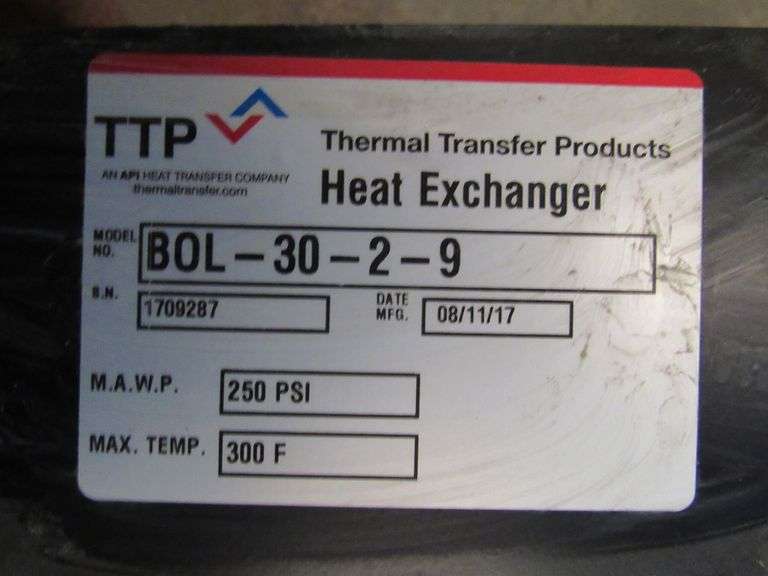 TTP
AN API HEAT TRANSFER COMPANY
thermaltransfer.com
Thermal Transfer Products
Heat Exchanger
MODEL NO. BOL-30-2-9
S.N. 1709287
DATE MFG. 08/11/17
M.A.W.P. 250 PSI
MAX. TEMP. 300 F